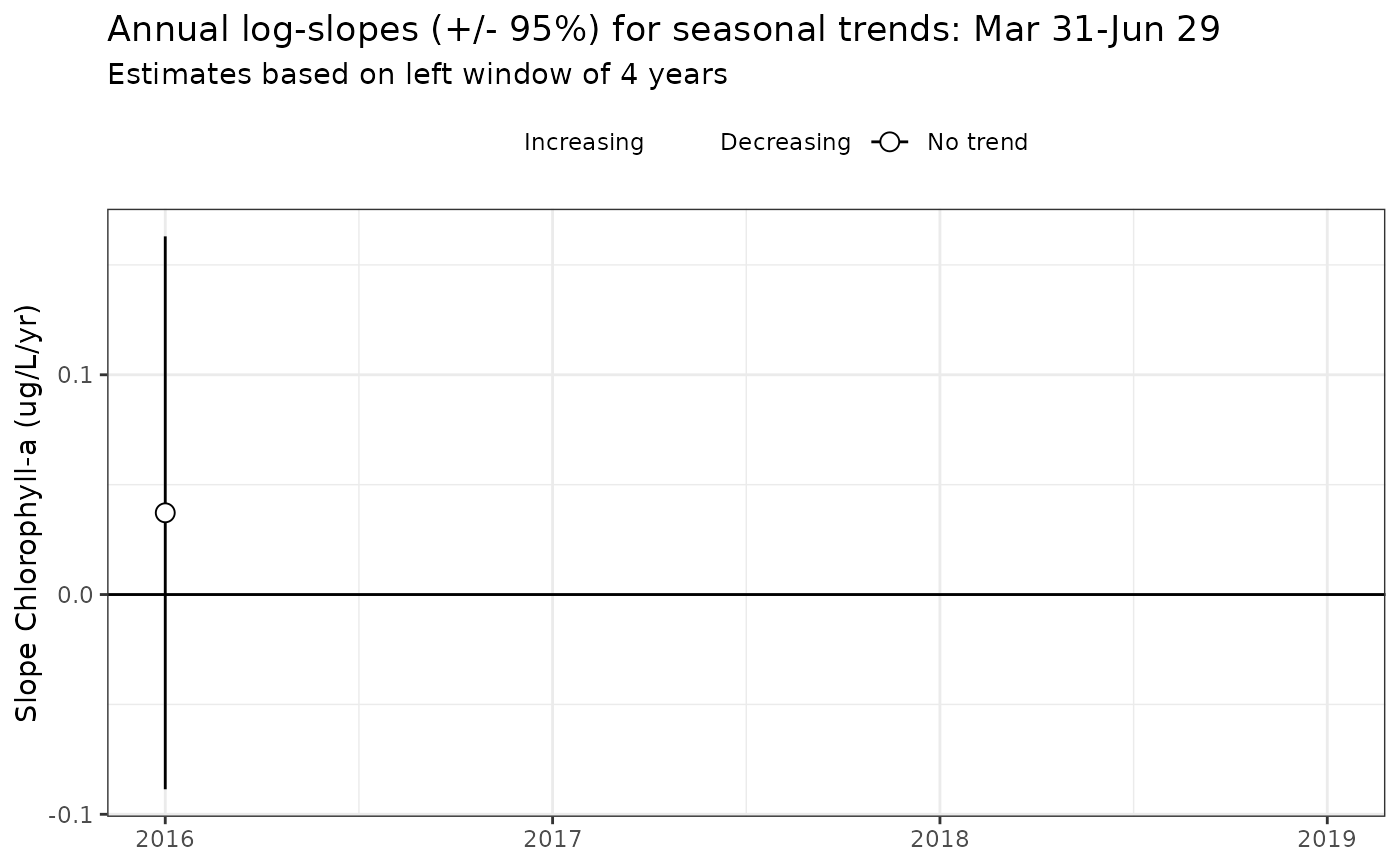 Annual log-slopes (+/- 95%) for seasonal trends: Mar 31-Jun 29
Estimates based on left window of 4 years
Increasing Decreasing No trend
Slope Chlorophyll-a (ug/L/yr)
0.1
0.0
-0.1
2016 2017 2018 2019